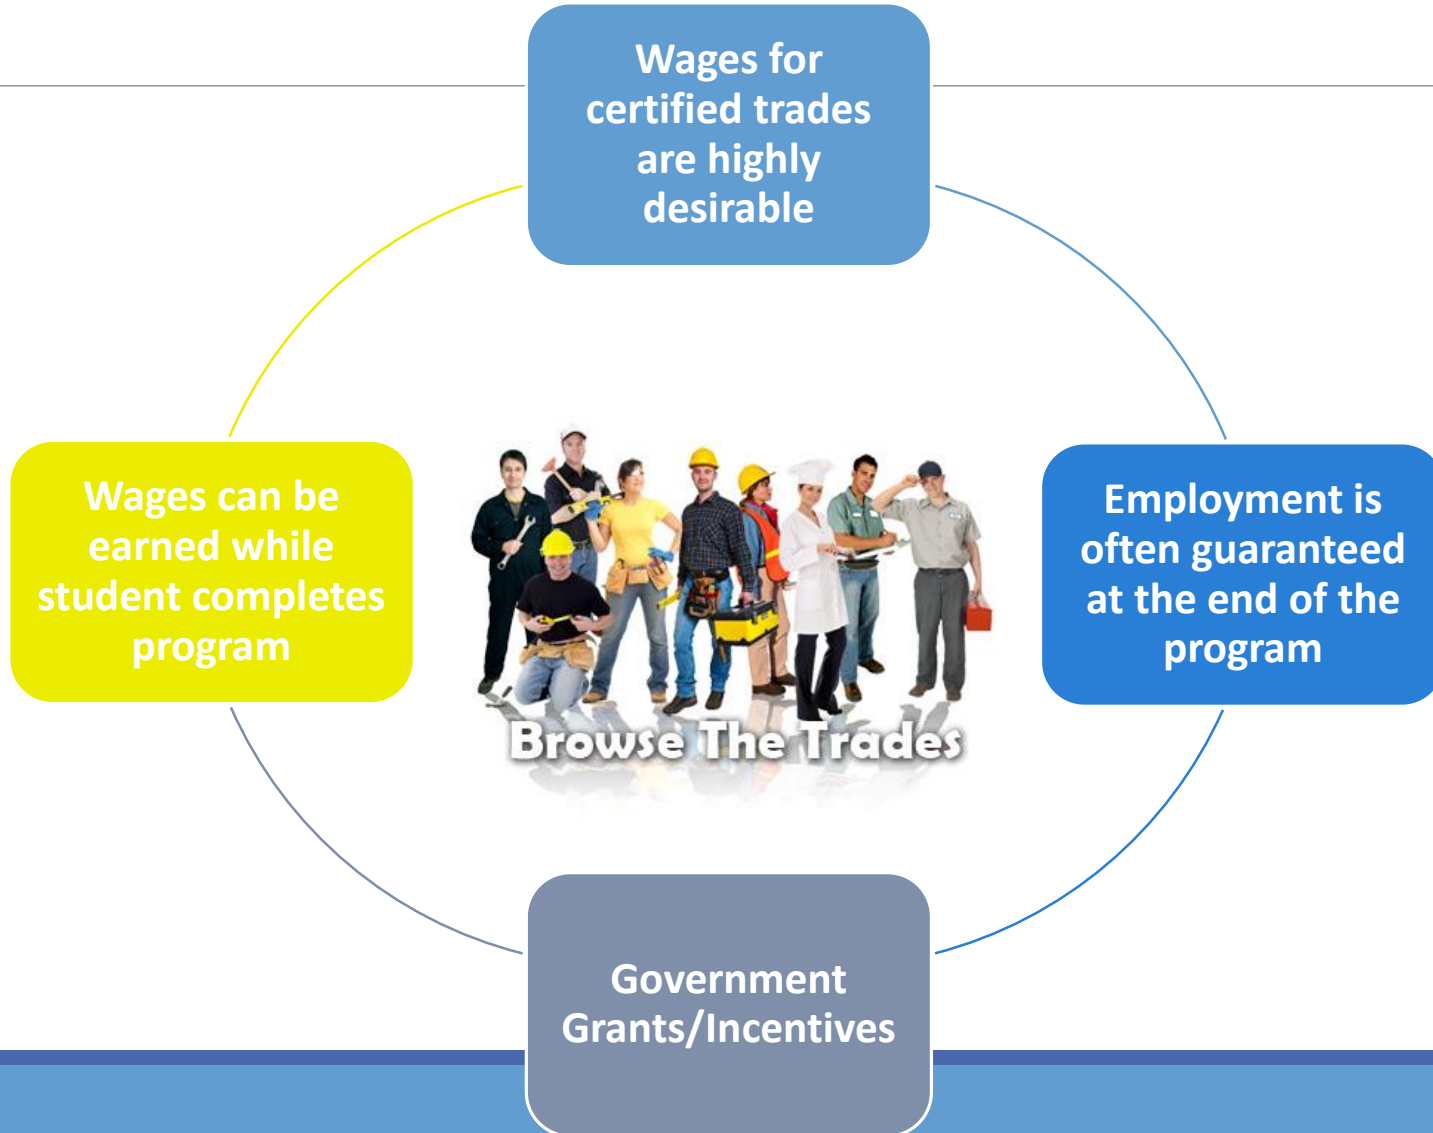 Wages for
certified trades
are highly
desirable
Wages can be
earned while
student completes
program
Employment is
often guaranteed
at the end of the
program
Browse The Trades
Government
Grants/Incentives